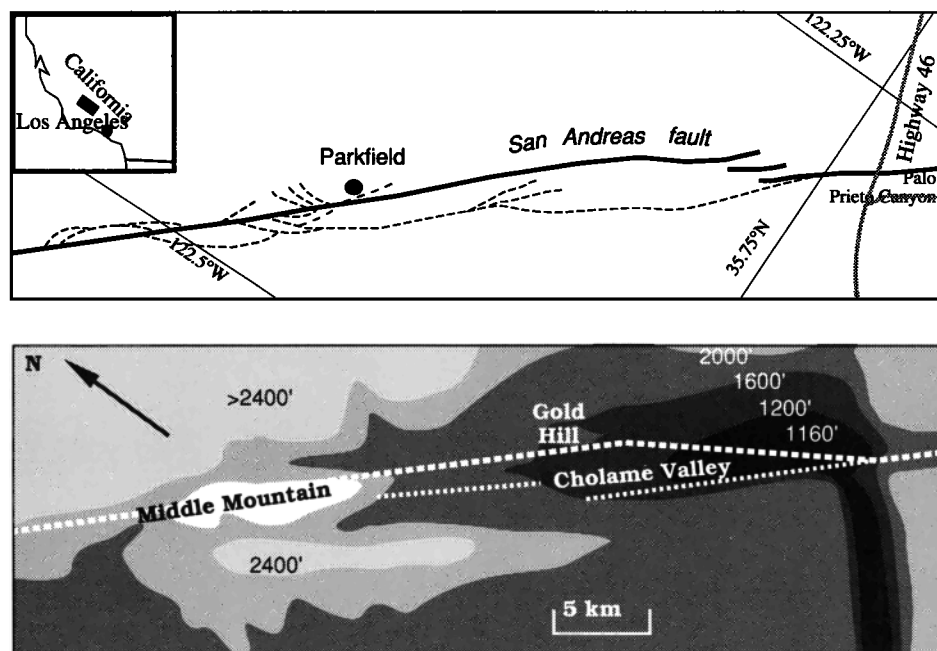 California
Los Angeles
Parkfield
San Andreas fault
122.25°W
Highway 46
Palo
Prieto Canyon
122.5°W
35.75°N
N
>2400'
2000'
1600'
1200'
1160'
Gold
Hill
Cholame Valley
Middle Mountain
2400'
5 km